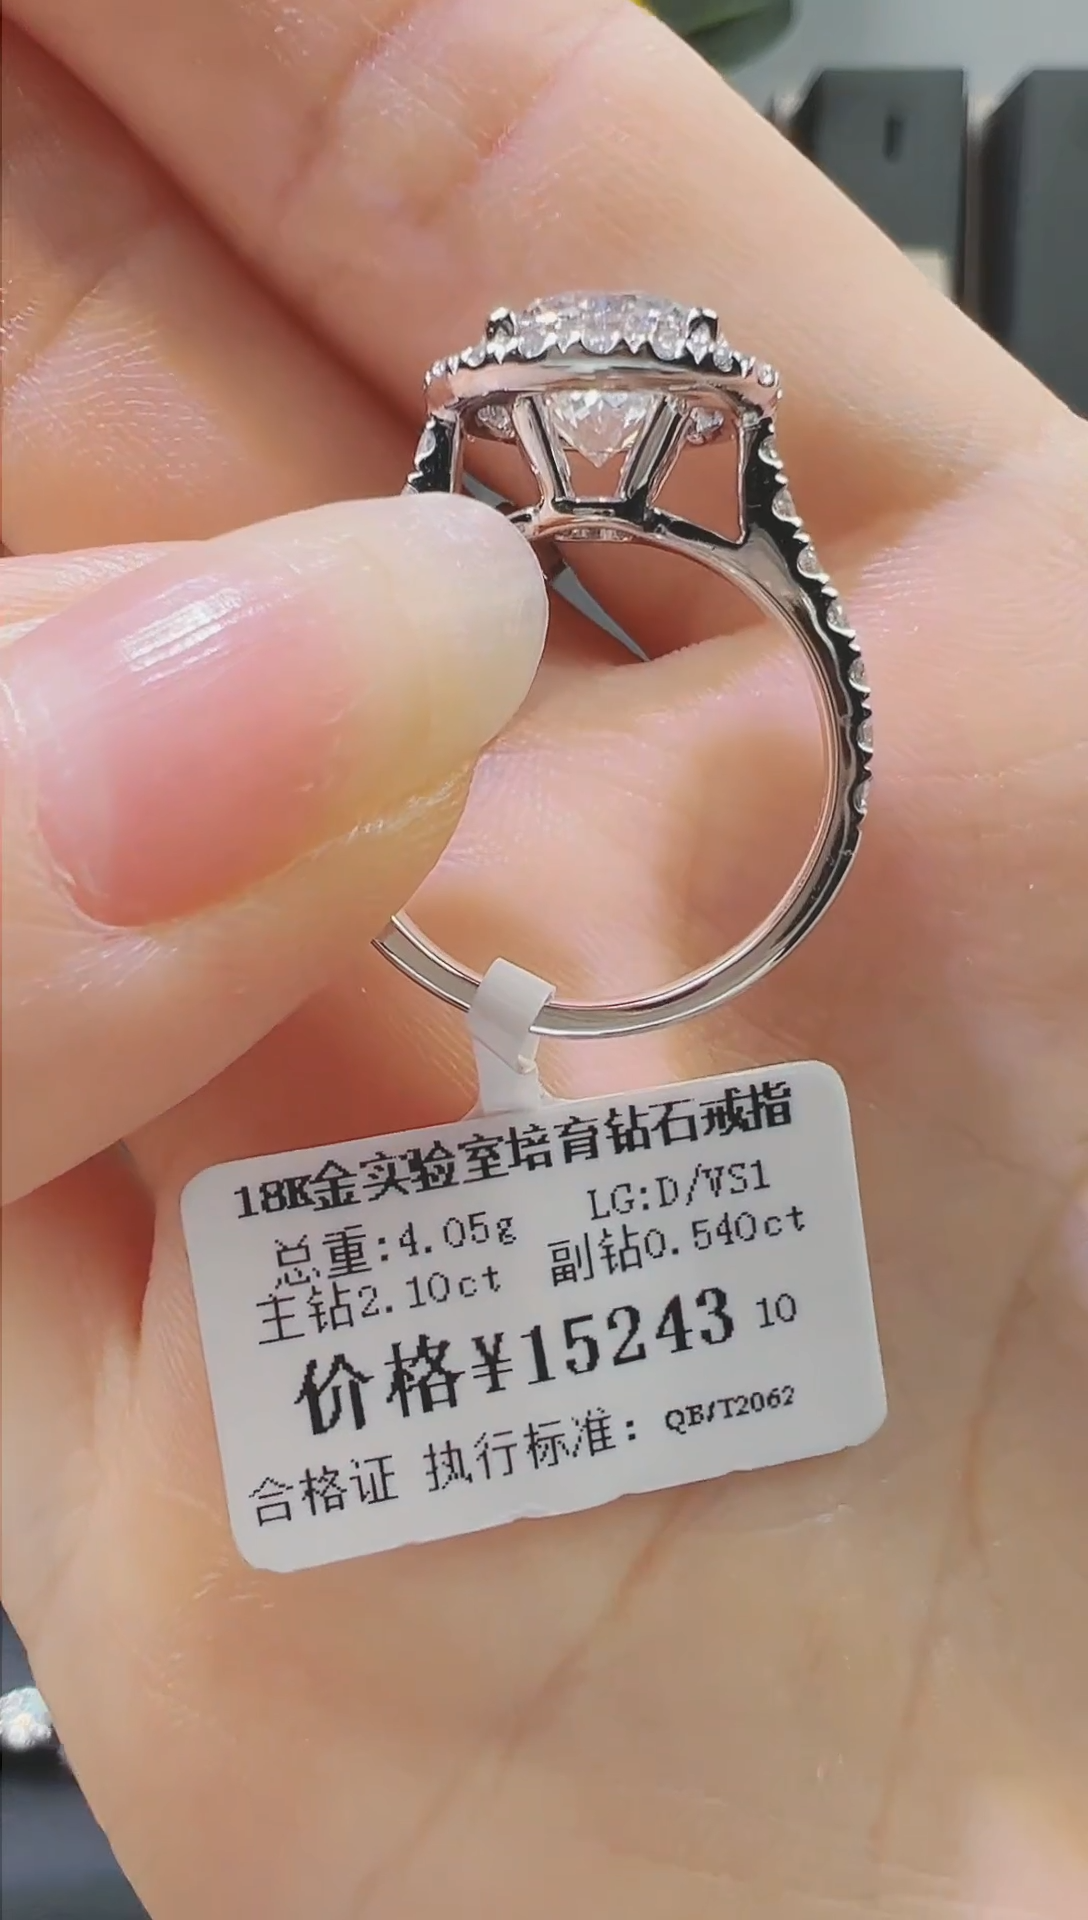 18K金实验室培育钻石戒指
总重:4.05g LG:D/VS1
主钻2.10ct 副钻0.540ct
价格¥15243 10
合格证 执行标准: QB/T2062